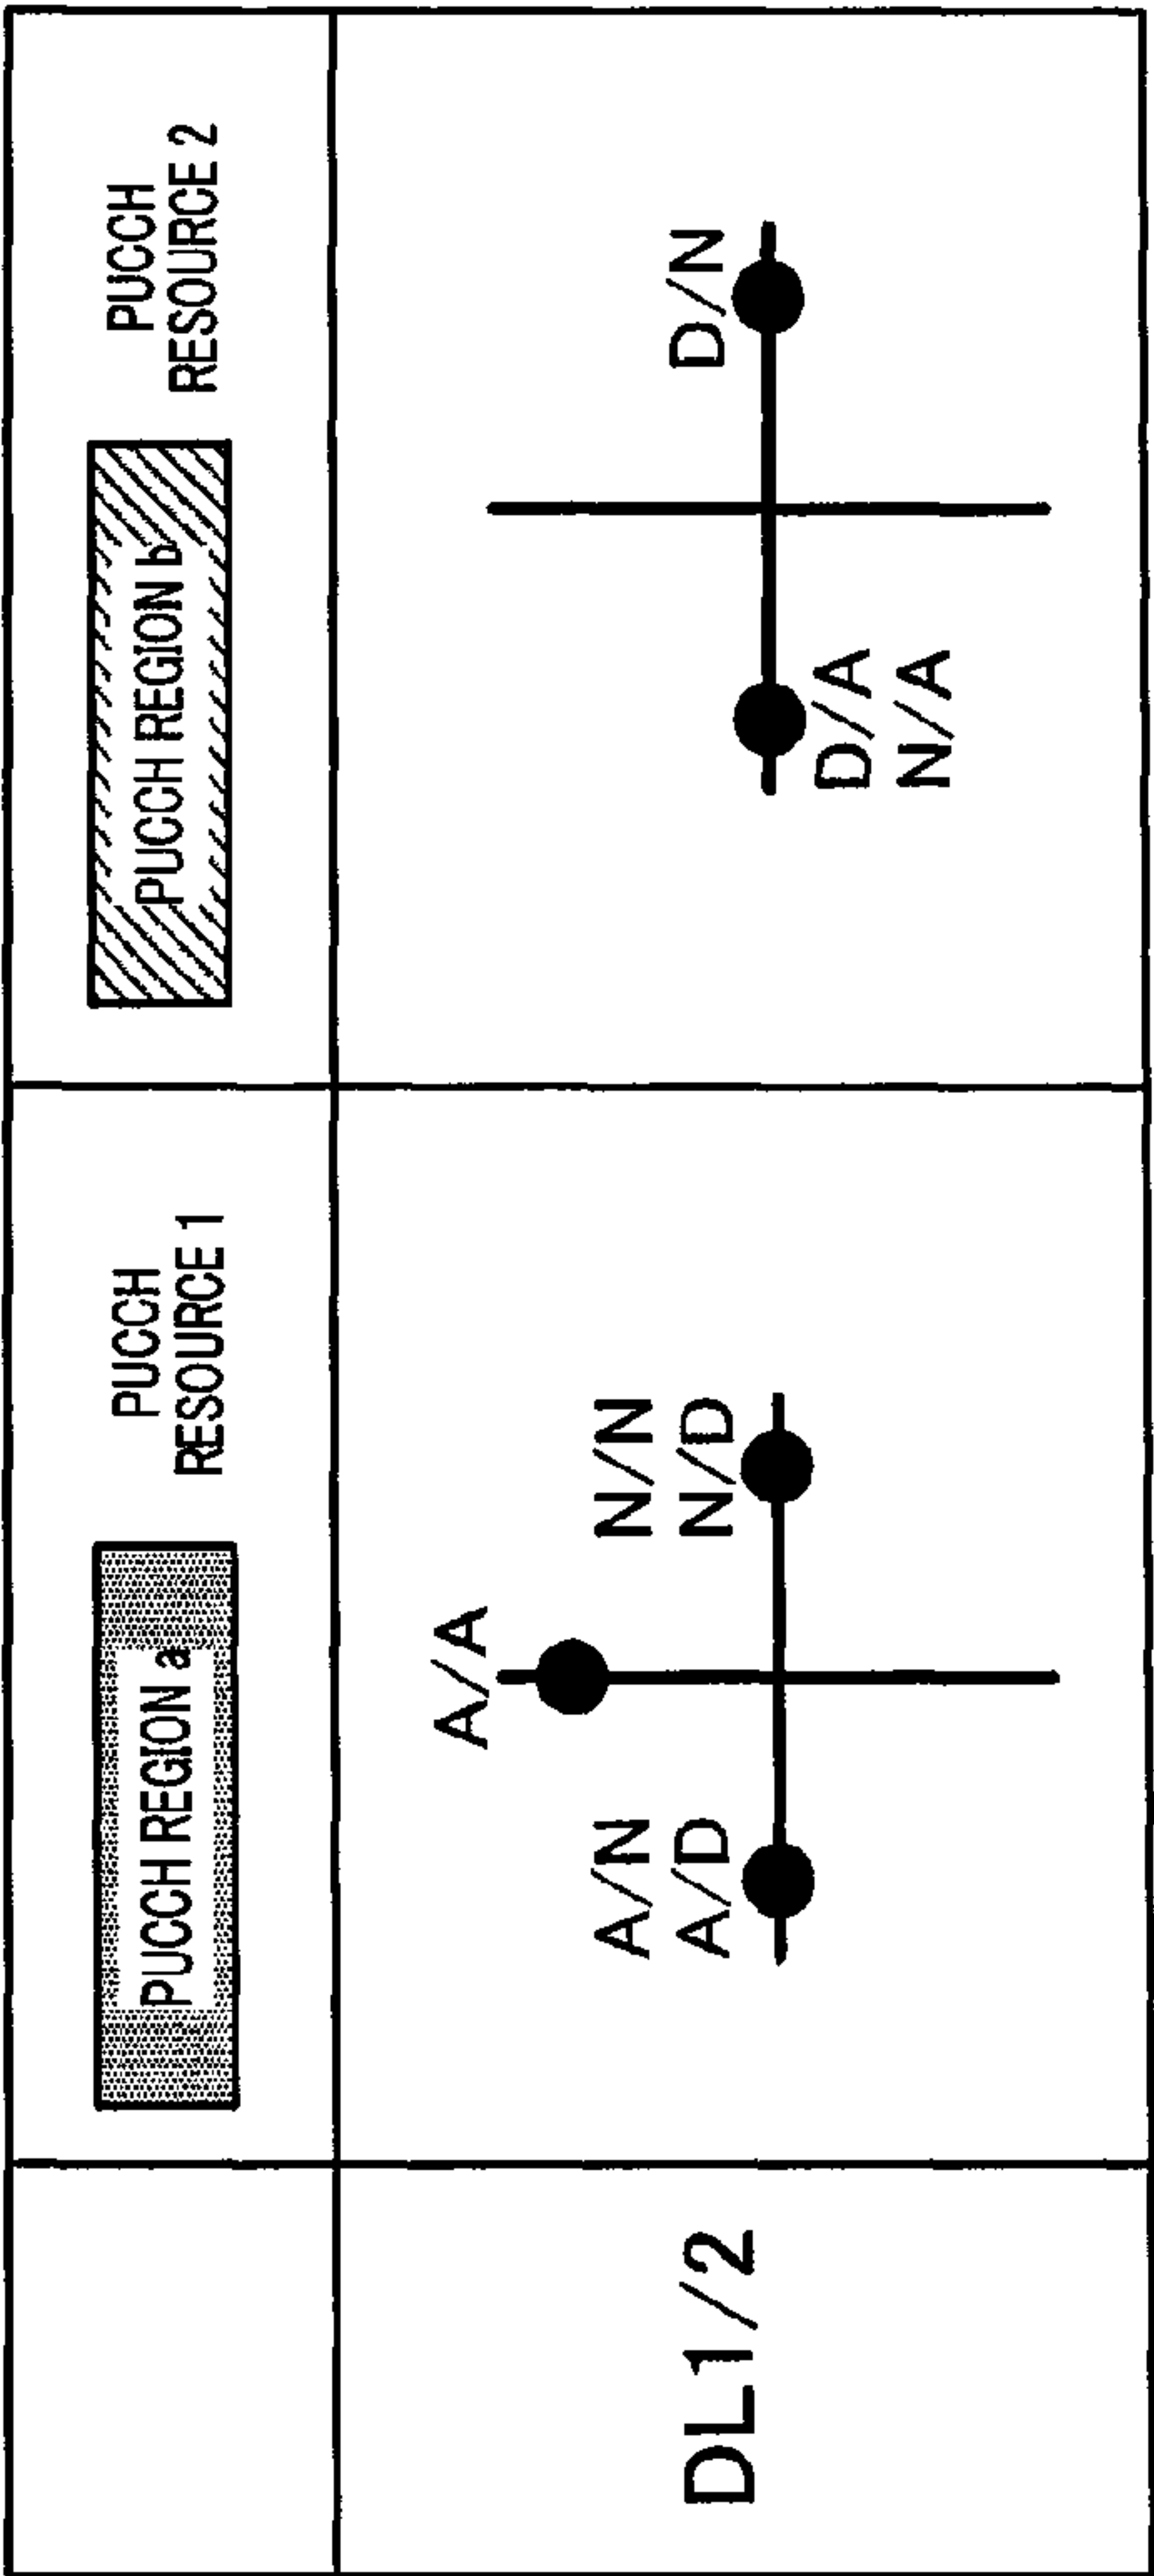 PUCCH REGION a
PUCCH
RESOURCE 1
PUCCH REGION b
PUCCH
RESOURCE 2
DL1/2
A/N
A/D
A/A
N/N
N/D
D/A
N/A
D/N